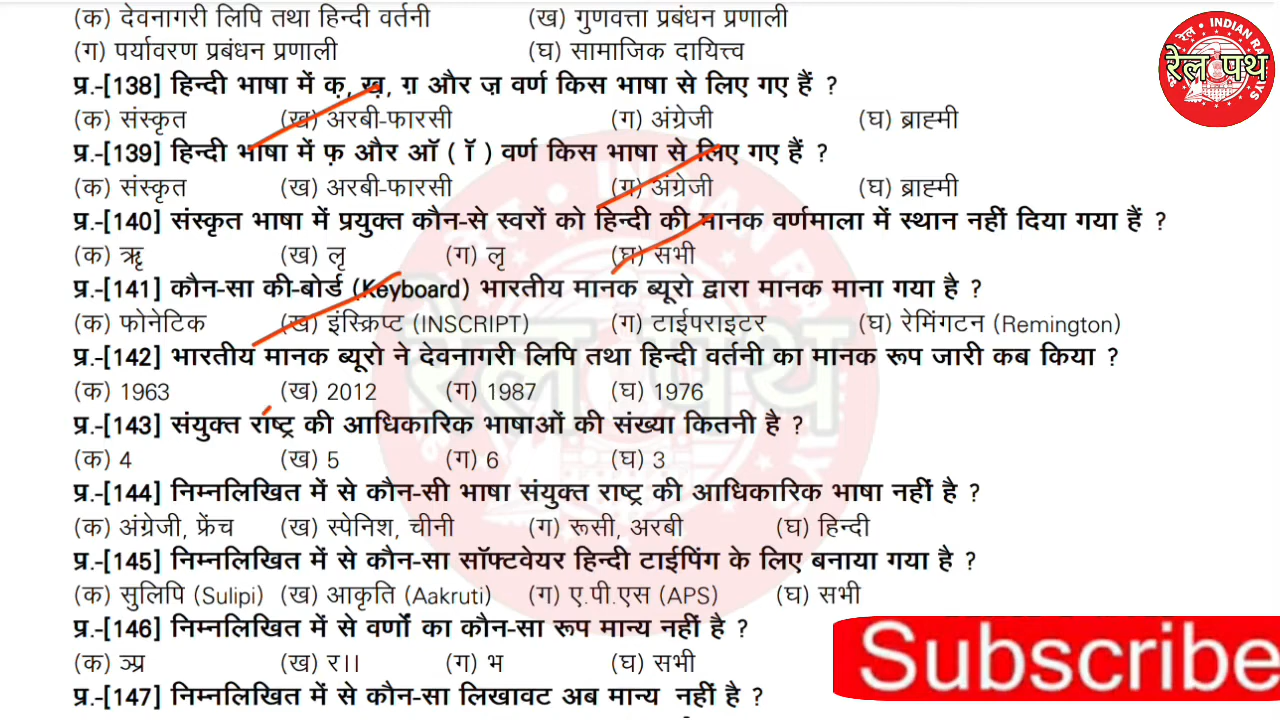 (क) देवनागरी लिपि तथा हिन्दी वर्तनी (ख) गुणवत्ता प्रबंधन प्रणाली
(ग) पर्यावरण प्रबंधन प्रणाली (घ) सामाजिक दायित्त्व
प्र.-[138] हिन्दी भाषा में क़, ख़, ग़ और ज़ वर्ण किस भाषा से लिए गए हैं ?
(क) संस्कृत (ख) अरबी-फारसी (ग) अंग्रेजी (घ) ब्राह्मी
प्र.-[139] हिन्दी भाषा में फ़ और ऑ ( ॉ ) वर्ण किस भाषा से लिए गए हैं ?
(क) संस्कृत (ख) अरबी-फारसी (ग) अंग्रेजी (घ) ब्राह्मी
प्र.-[140] संस्कृत भाषा में प्रयुक्त कौन-से स्वरों को हिन्दी की मानक वर्णमाला में स्थान नहीं दिया गया हैं ?
(क) ॠ (ख) लृ (ग) लृ (घ) सभी
प्र.-[141] कौन-सा की-बोर्ड (Keyboard) भारतीय मानक ब्यूरो द्वारा मानक माना गया है ?
(क) फोनेटिक (ख) इंस्क्रिप्ट (INSCRIPT) (ग) टाईपराइटर (घ) रेमिंगटन (Remington)
प्र.-[142] भारतीय मानक ब्यूरो ने देवनागरी लिपि तथा हिन्दी वर्तनी का मानक रूप जारी कब किया ?
(क) 1963 (ख) 2012 (ग) 1987 (घ) 1976
प्र.-[143] संयुक्त राष्ट्र की आधिकारिक भाषाओं की संख्या कितनी है ?
(क) 4 (ख) 5 (ग) 6 (घ) 3
प्र.-[144] निम्नलिखित में से कौन-सी भाषा संयुक्त राष्ट्र की आधिकारिक भाषा नहीं है ?
(क) अंग्रेजी, फ्रेंच (ख) स्पेनिश, चीनी (ग) रूसी, अरबी (घ) हिन्दी
प्र.-[145] निम्नलिखित में से कौन-सा सॉफ्टवेयर हिन्दी टाईपिंग के लिए बनाया गया है ?
(क) सुलिपि (Sulipi) (ख) आकृति (Aakruti) (ग) ए.पी.एस (APS) (घ) सभी
प्र.-[146] निम्नलिखित में से वर्णों का कौन-सा रूप मान्य नहीं है ?
(ख) र।। (ग) भ (घ) सभी
प्र.-[147] निम्नलिखित में से कौन-सा लिखावट अब मान्य नहीं है ?
INDIAN
रेल पथ
Subscribe